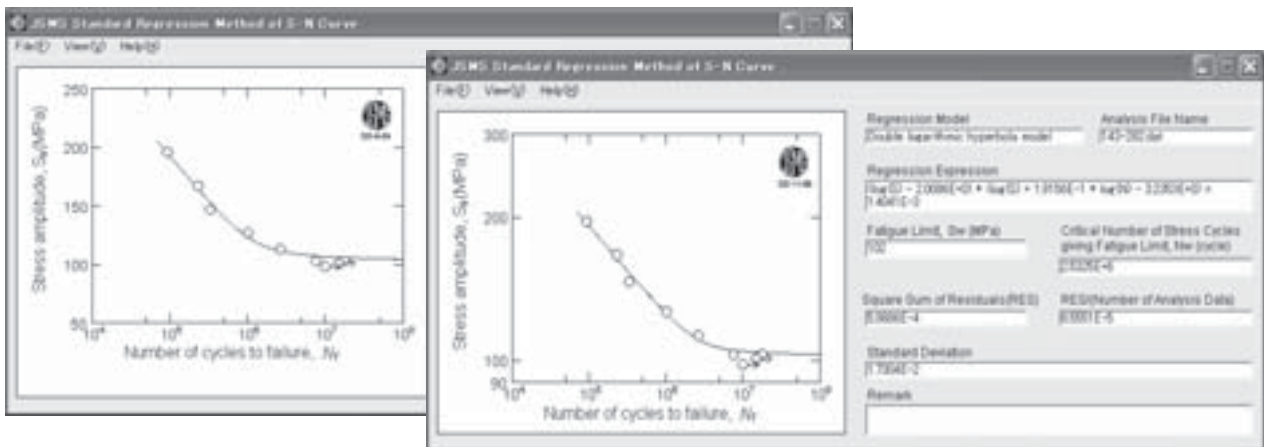 JSMS Standard Regression Method of S-N Curve
File(F) View(V) Help(H)
250
200
150
100
50
10⁴ 10⁵ 10⁶ 10⁷ 10⁸
Stress amplitude, Sₐ(MPa)
Number of cycles to failure, Nf
JSMS Standard Regression Method of S-N Curve
File(F) View(V) Help(H)
300
200
100
90
10⁴ 10⁵ 10⁶ 10⁷ 10⁸
Stress amplitude, Sₐ(MPa)
Number of cycles to failure, Nf
Regression Model
Double logarithmic hyperbola model
Analysis File Name
Regression Expression
Fatigue Limit, Sw (MPa)
102
Critical Number of Stress Cycles
giving Fatigue Limit, Nw (cycle)
Square Sum of Residuals(RES)
RES/(Number of Analysis Data)
Standard Deviation
Remark